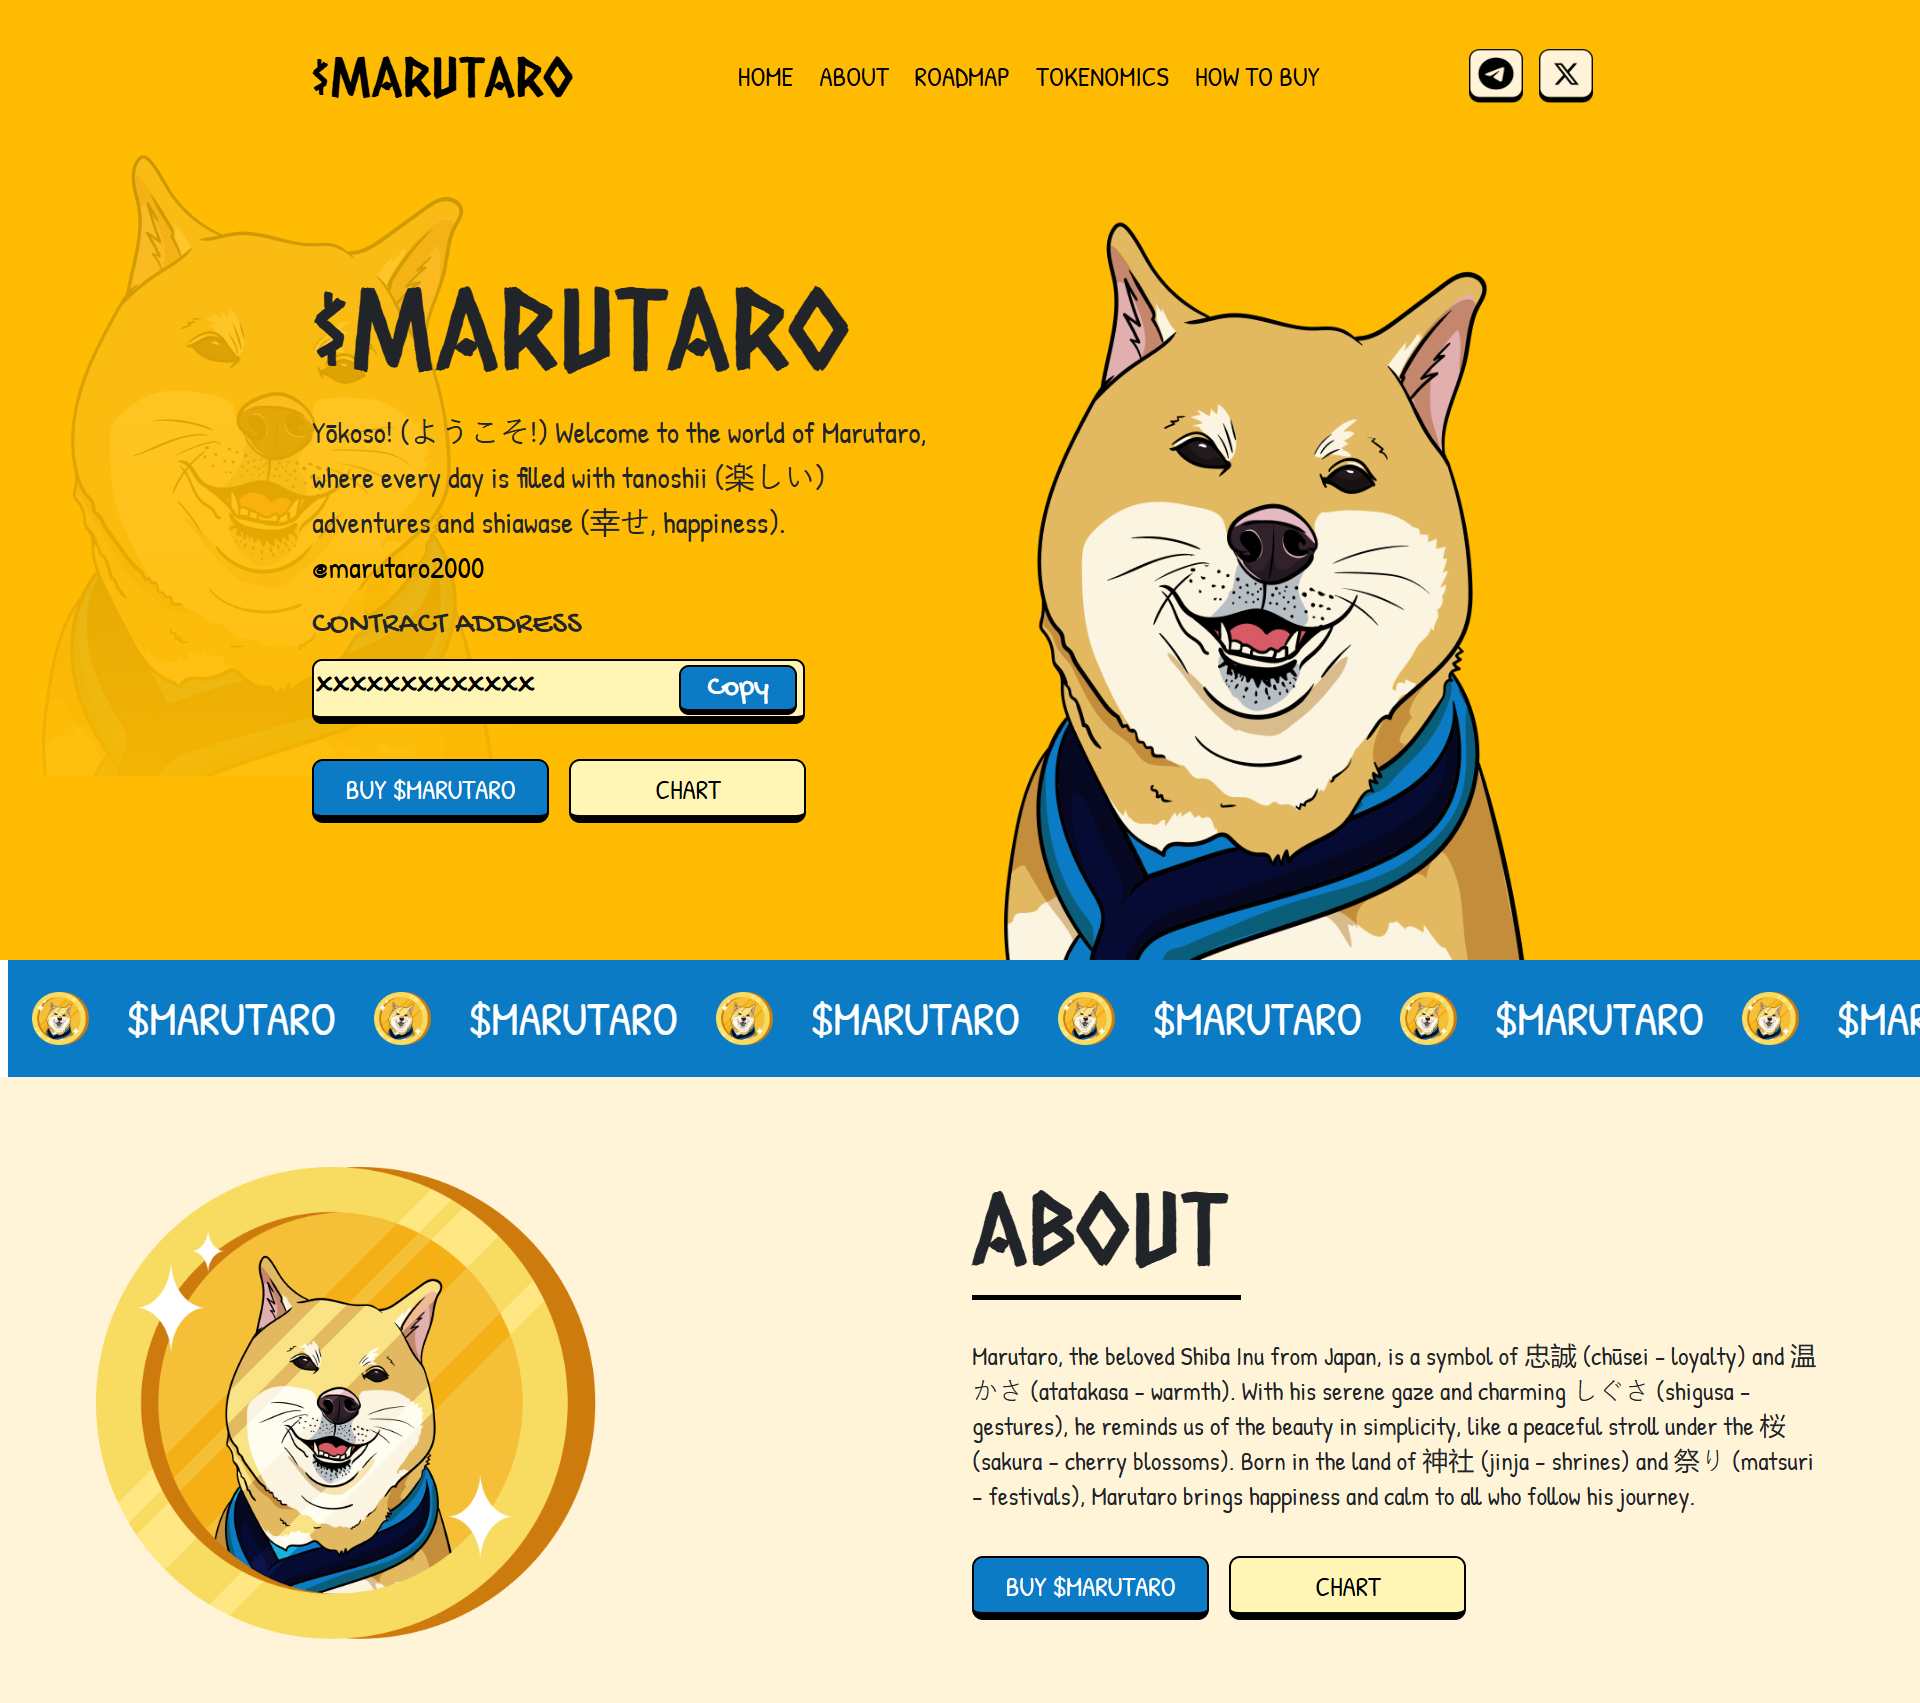 $MARUTARO
HOME ABOUT ROADMAP TOKENOMICS HOW TO BUY
$MARUTARO
Yōkoso! (ようこそ!) Welcome to the world of Marutaro,
where every day is filled with tanoshii (楽しい)
adventures and shiawase (幸せ, happiness).
@marutaro2000
CONTRACT ADDRESS
xxxxxxxxxxxxx Copy
BUY $MARUTARO CHART
$MARUTARO $MARUTARO $MARUTARO $MARUTARO $MARUTARO $MAR
ABOUT
Marutaro, the beloved Shiba Inu from Japan, is a symbol of 忠誠 (chūsei – loyalty) and 温
かさ (atatakasa – warmth). With his serene gaze and charming しぐさ (shigusa –
gestures), he reminds us of the beauty in simplicity, like a peaceful stroll under the 桜
(sakura – cherry blossoms). Born in the land of 神社 (jinja – shrines) and 祭り (matsuri
– festivals), Marutaro brings happiness and calm to all who follow his journey.
BUY $MARUTARO CHART